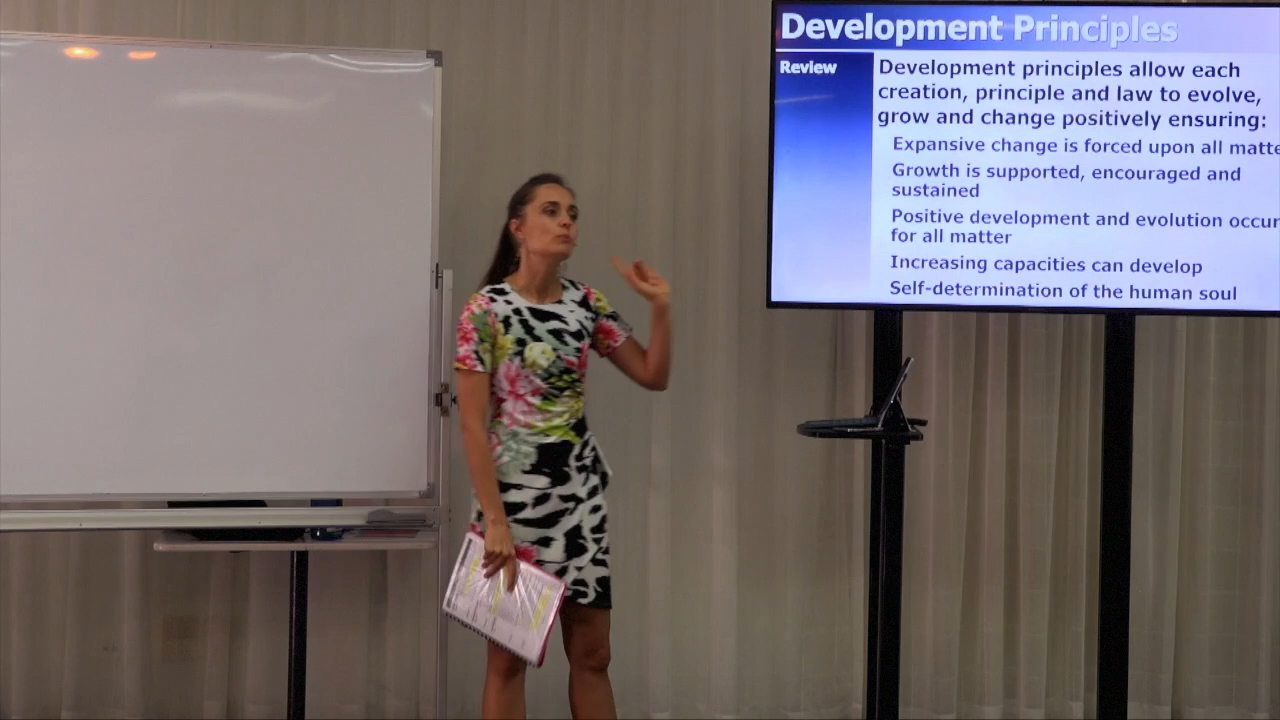 Development Principles
Review
Development principles allow each
creation, principle and law to evolve,
grow and change positively ensuring:
Expansive change is forced upon all matte
Growth is supported, encouraged and
sustained
Positive development and evolution occur
for all matter
Increasing capacities can develop
Self-determination of the human soul